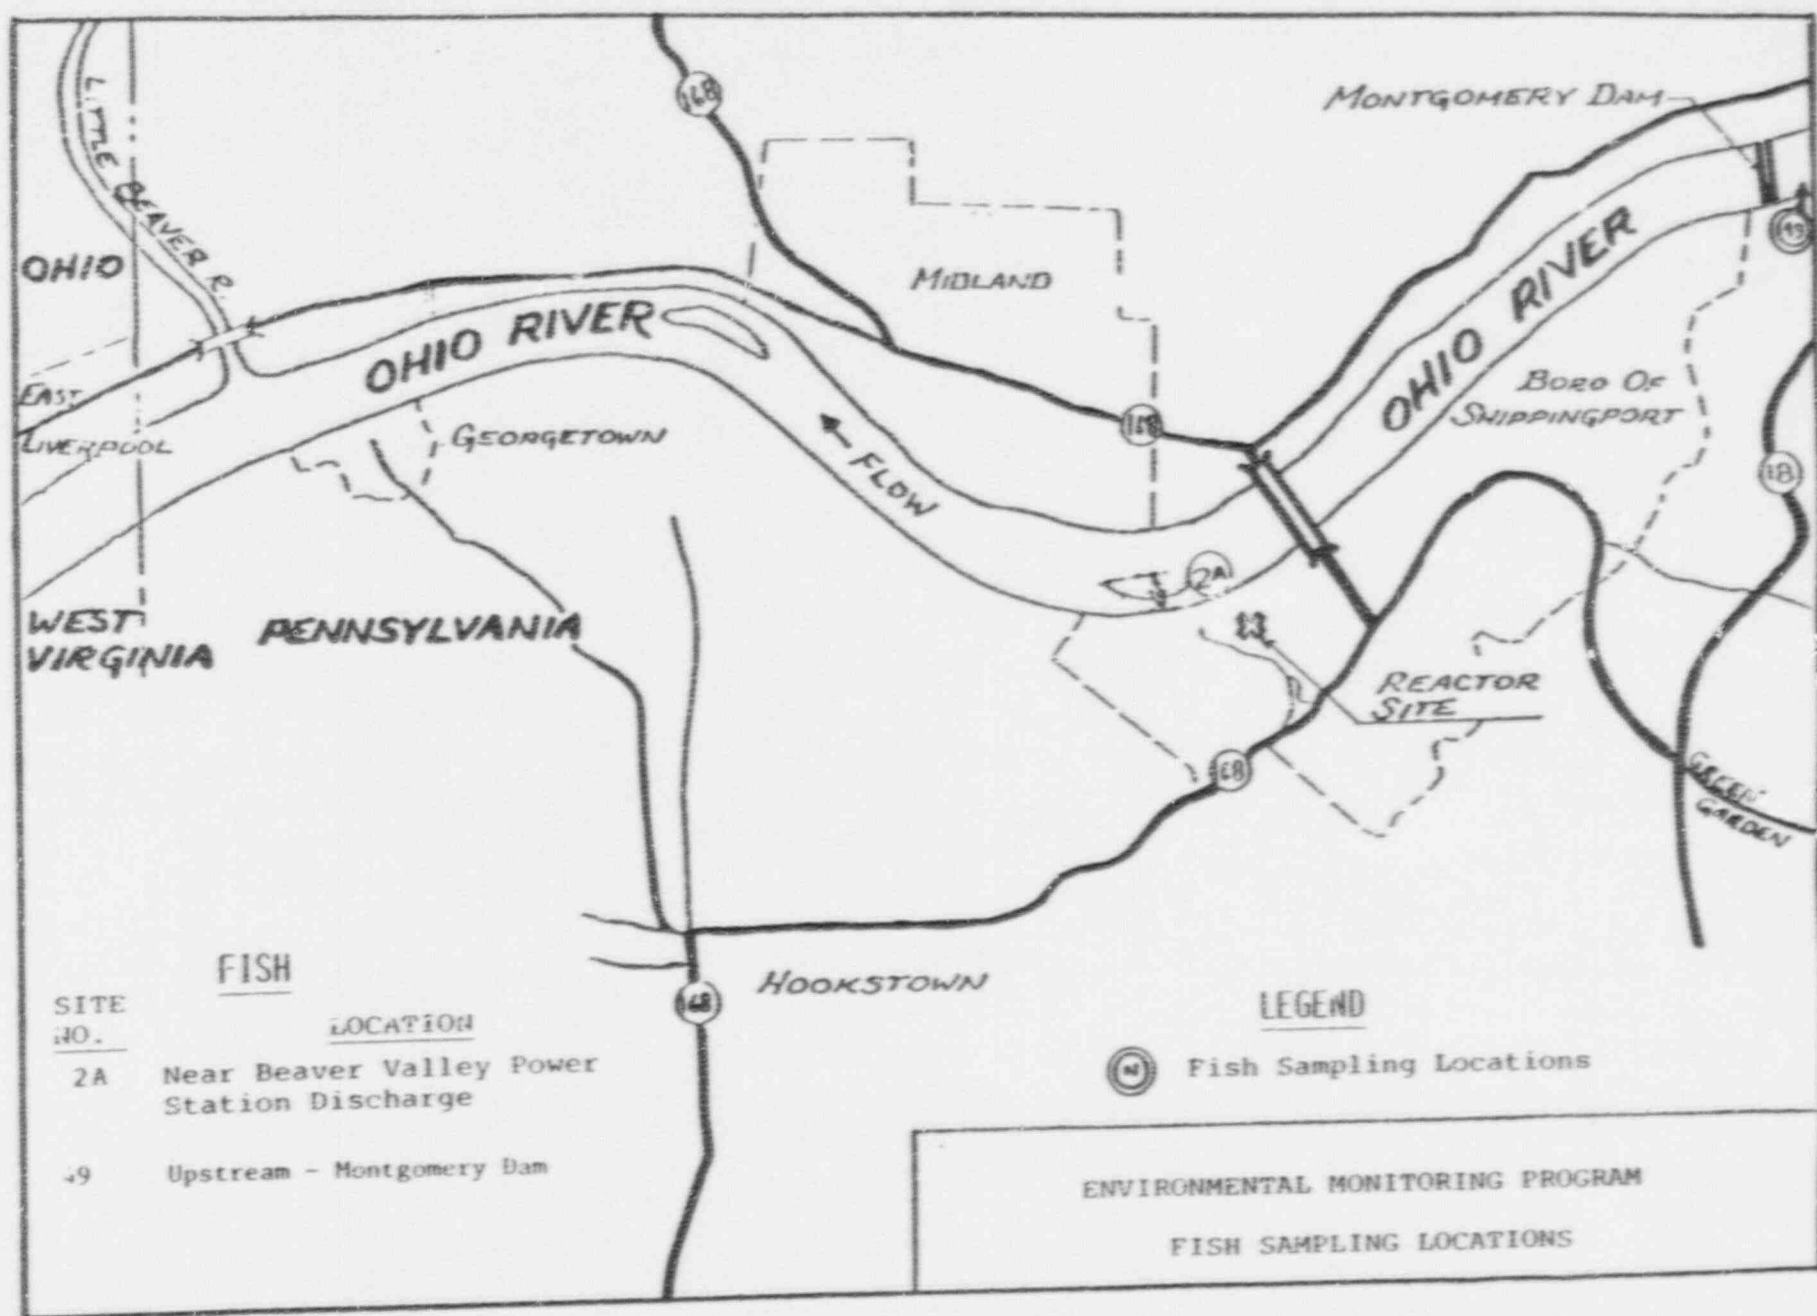 168
MONTGOMERY DAM
LITTLE BEAVER R.
49
OHIO
MIDLAND
OHIO RIVER
OHIO RIVER
EAST
LIVERPOOL
BORO OF
SHIPPINGPORT
168
GEORGETOWN
FLOW
18
2A
WEST
VIRGINIA
PENNSYLVANIA
REACTOR
SITE
68
GREEN
GARDEN
FISH
SITE
NO.
LOCATION
2A Near Beaver Valley Power
Station Discharge
49 Upstream - Montgomery Dam
HOOKSTOWN
168
LEGEND
Fish Sampling Locations
ENVIRONMENTAL MONITORING PROGRAM
FISH SAMPLING LOCATIONS